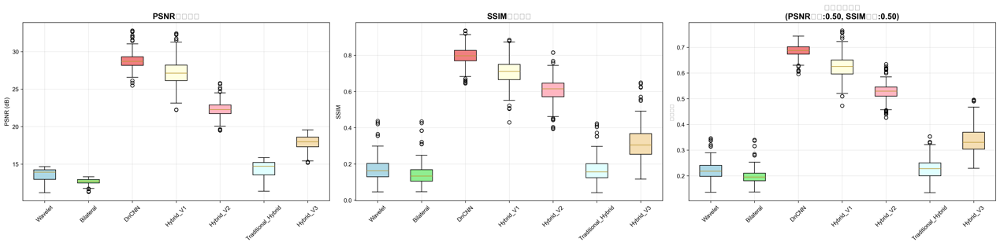 PSNR
30
25
20
15
PSNR (dB)
Wavelet
Bilateral
DnCNN
Hybrid_V1
Hybrid_V2
Traditional_Hybrid
Hybrid_V3
SSIM
0.8
0.6
0.4
0.2
0.0
SSIM
Wavelet
Bilateral
DnCNN
Hybrid_V1
Hybrid_V2
Traditional_Hybrid
Hybrid_V3
(PSNR:0.50, SSIM:0.50)
0.7
0.6
0.5
0.4
0.3
0.2
Wavelet
Bilateral
DnCNN
Hybrid_V1
Hybrid_V2
Traditional_Hybrid
Hybrid_V3